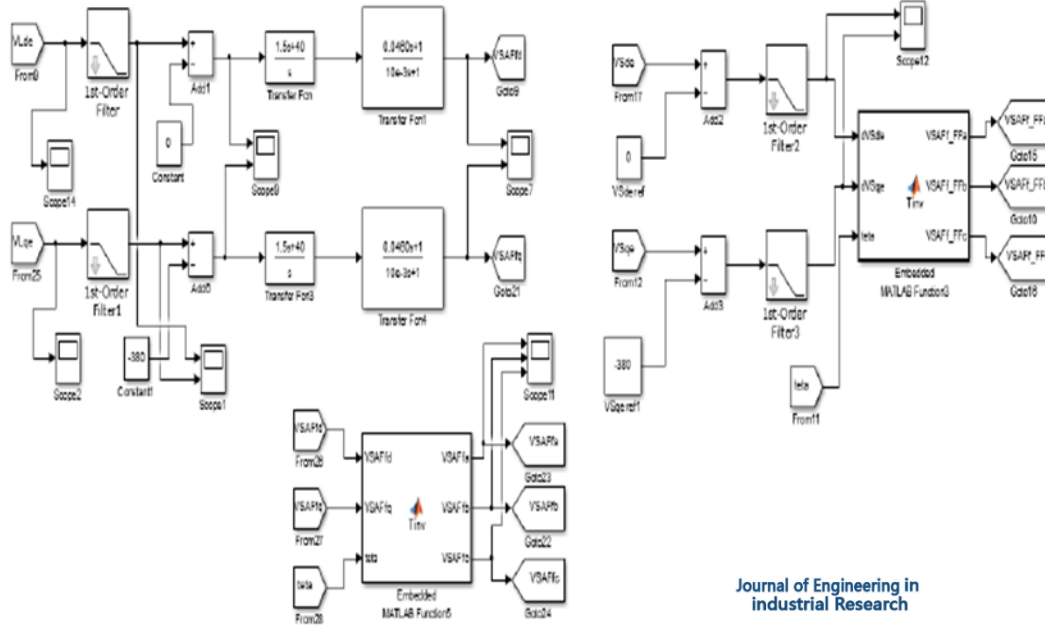 VLde
From9
1st-Order
Filter
Add1
0
Constant
1.5s+40
s
Transfer Fcn
0.0460s+1
10e-3s+1
Transfer Fcn1
VSAFfd
Goto9
Scope14
Scope9
Scope7
VLqe
From25
1st-Order
Filter1
1.5s+40
s
Transfer Fcn3
0.0460s+1
10e-3s+1
Transfer Fcn4
VSAFfq
Goto21
-380
Constant1
Scope2
Scope1
Scope11
VSAFfd
From26
VSAFfq
From27
teta
From28
VSAFfd
VSAFfq
teta
Tinv
VSAFfa
VSAFfb
VSAFfc
Embedded
MATLAB Function5
VSAFfa
Goto23
VSAFfb
Goto22
VSAFfc
Goto24
Scope12
VSde
From17
Add2
0
VSderef
1st-Order
Filter2
VSqe
From12
Add3
-380
VSqeref1
1st-Order
Filter3
teta
From11
dVSde
dVSqe
teta
Tinv
VSAFf_FFa
VSAFf_FFb
VSAFf_FFc
Embedded
MATLAB Function3
VSAFf_FFa
Goto15
VSAFf_FFb
Goto10
VSAFf_FFc
Goto16
Journal of Engineering in
industrial Research